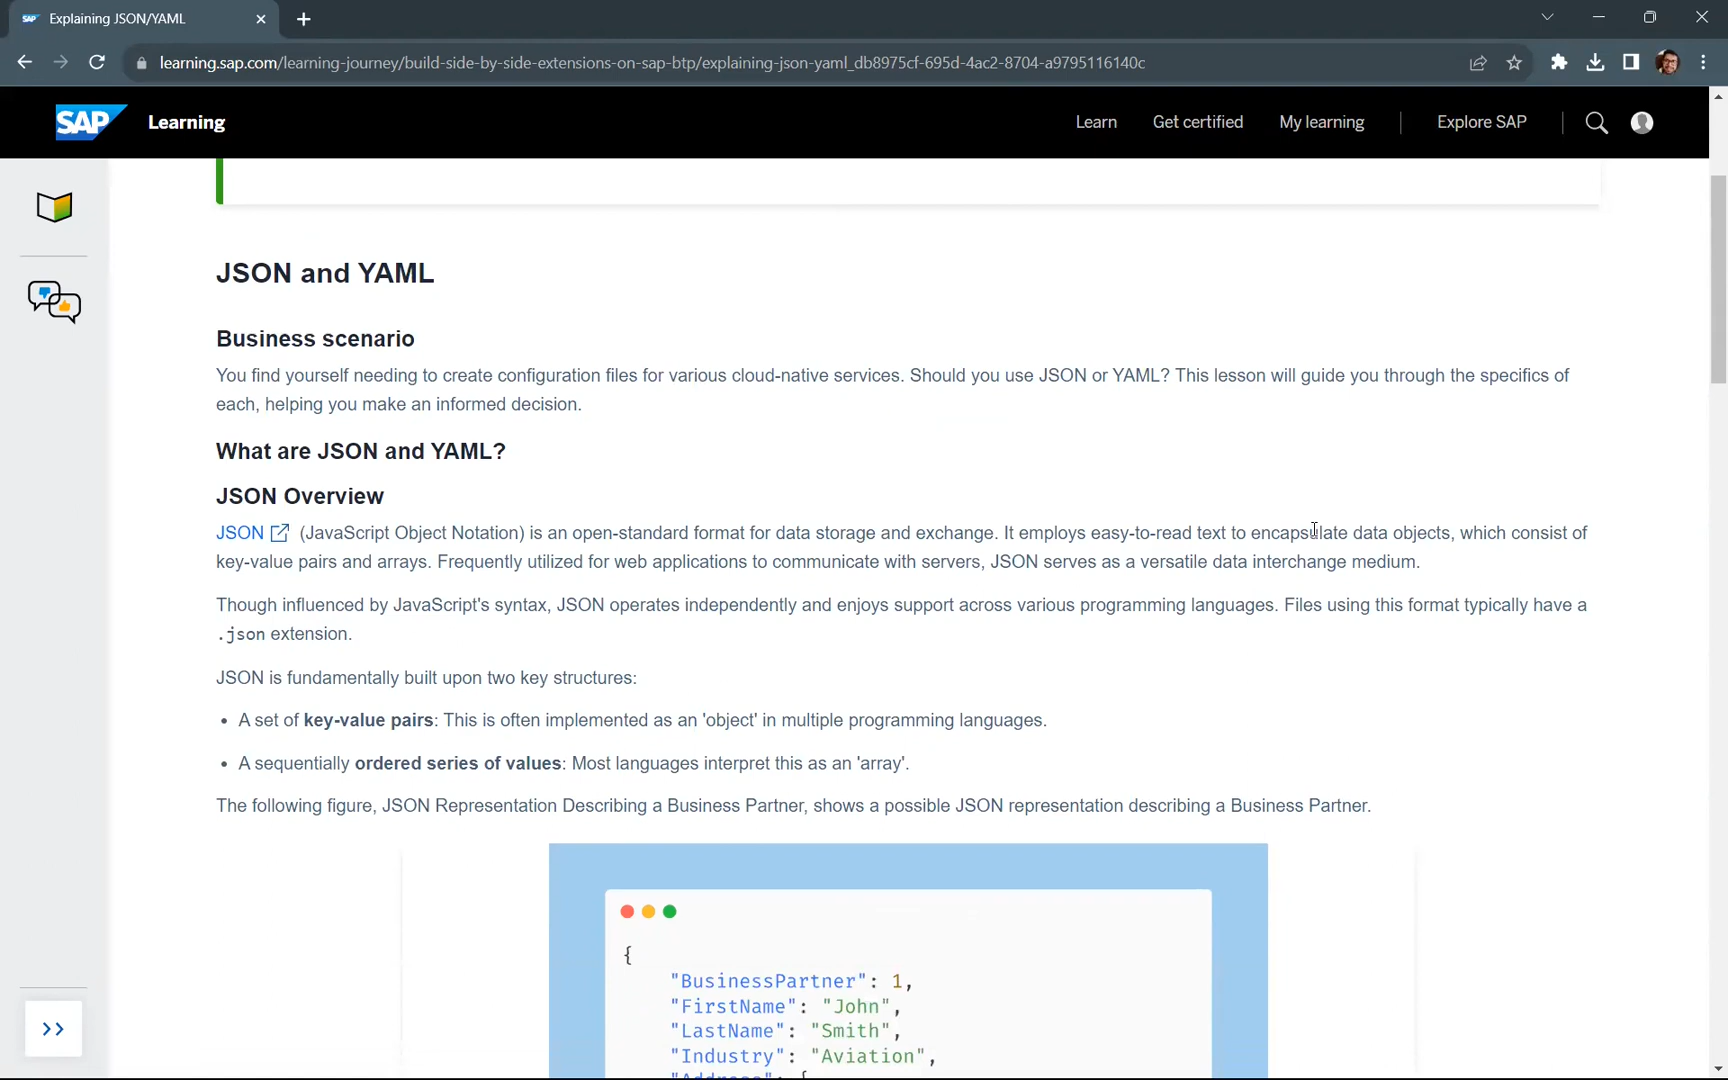 SAP Explaining JSON/YAML
learning.sap.com/learning-journey/build-side-by-side-extensions-on-sap-btp/explaining-json-yaml_db8975cf-695d-4ac2-8704-a9795116140c
SAP Learning Learn Get certified My learning Explore SAP
JSON and YAML
Business scenario
You find yourself needing to create configuration files for various cloud-native services. Should you use JSON or YAML? This lesson will guide you through the specifics of
each, helping you make an informed decision.
What are JSON and YAML?
JSON Overview
JSON (JavaScript Object Notation) is an open-standard format for data storage and exchange. It employs easy-to-read text to encapsulate data objects, which consist of
key-value pairs and arrays. Frequently utilized for web applications to communicate with servers, JSON serves as a versatile data interchange medium.
Though influenced by JavaScript's syntax, JSON operates independently and enjoys support across various programming languages. Files using this format typically have a
.json extension.
JSON is fundamentally built upon two key structures:
• A set of key-value pairs: This is often implemented as an 'object' in multiple programming languages.
• A sequentially ordered series of values: Most languages interpret this as an 'array'.
The following figure, JSON Representation Describing a Business Partner, shows a possible JSON representation describing a Business Partner.
{
"BusinessPartner": 1,
"FirstName": "John",
"LastName": "Smith",
"Industry": "Aviation",
"Address": {